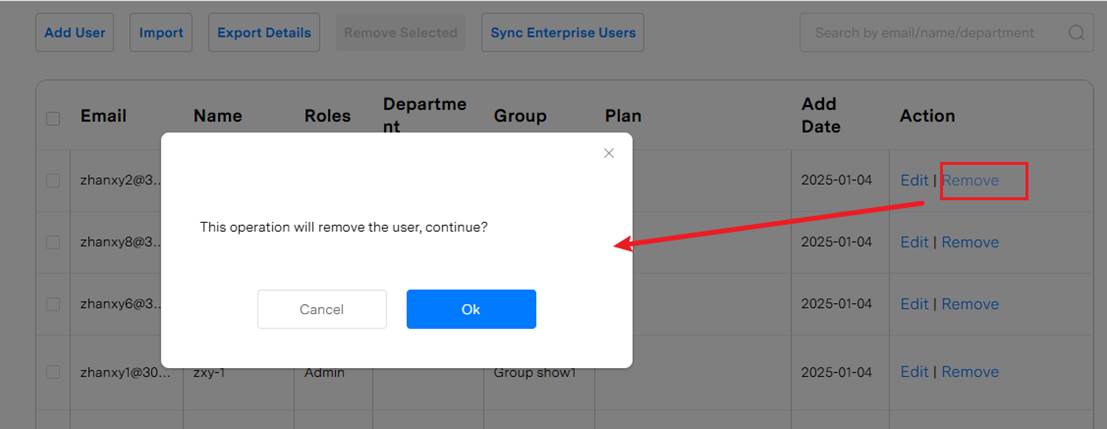 Add User Import Export Details Remove Selected Sync Enterprise Users Search by email/name/department
Email Name Roles Departme
nt Group Plan Add
Date Action
zhanxy2@3... 2025-01-04 Edit | Remove
This operation will remove the user, continue?
zhanxy8@3... 2025-01-04 Edit | Remove
zhanxy6@3... 2025-01-04 Edit | Remove
Cancel Ok
zhanxy1@30... zxy-1 Admin Group show1 2025-01-04 Edit | Remove